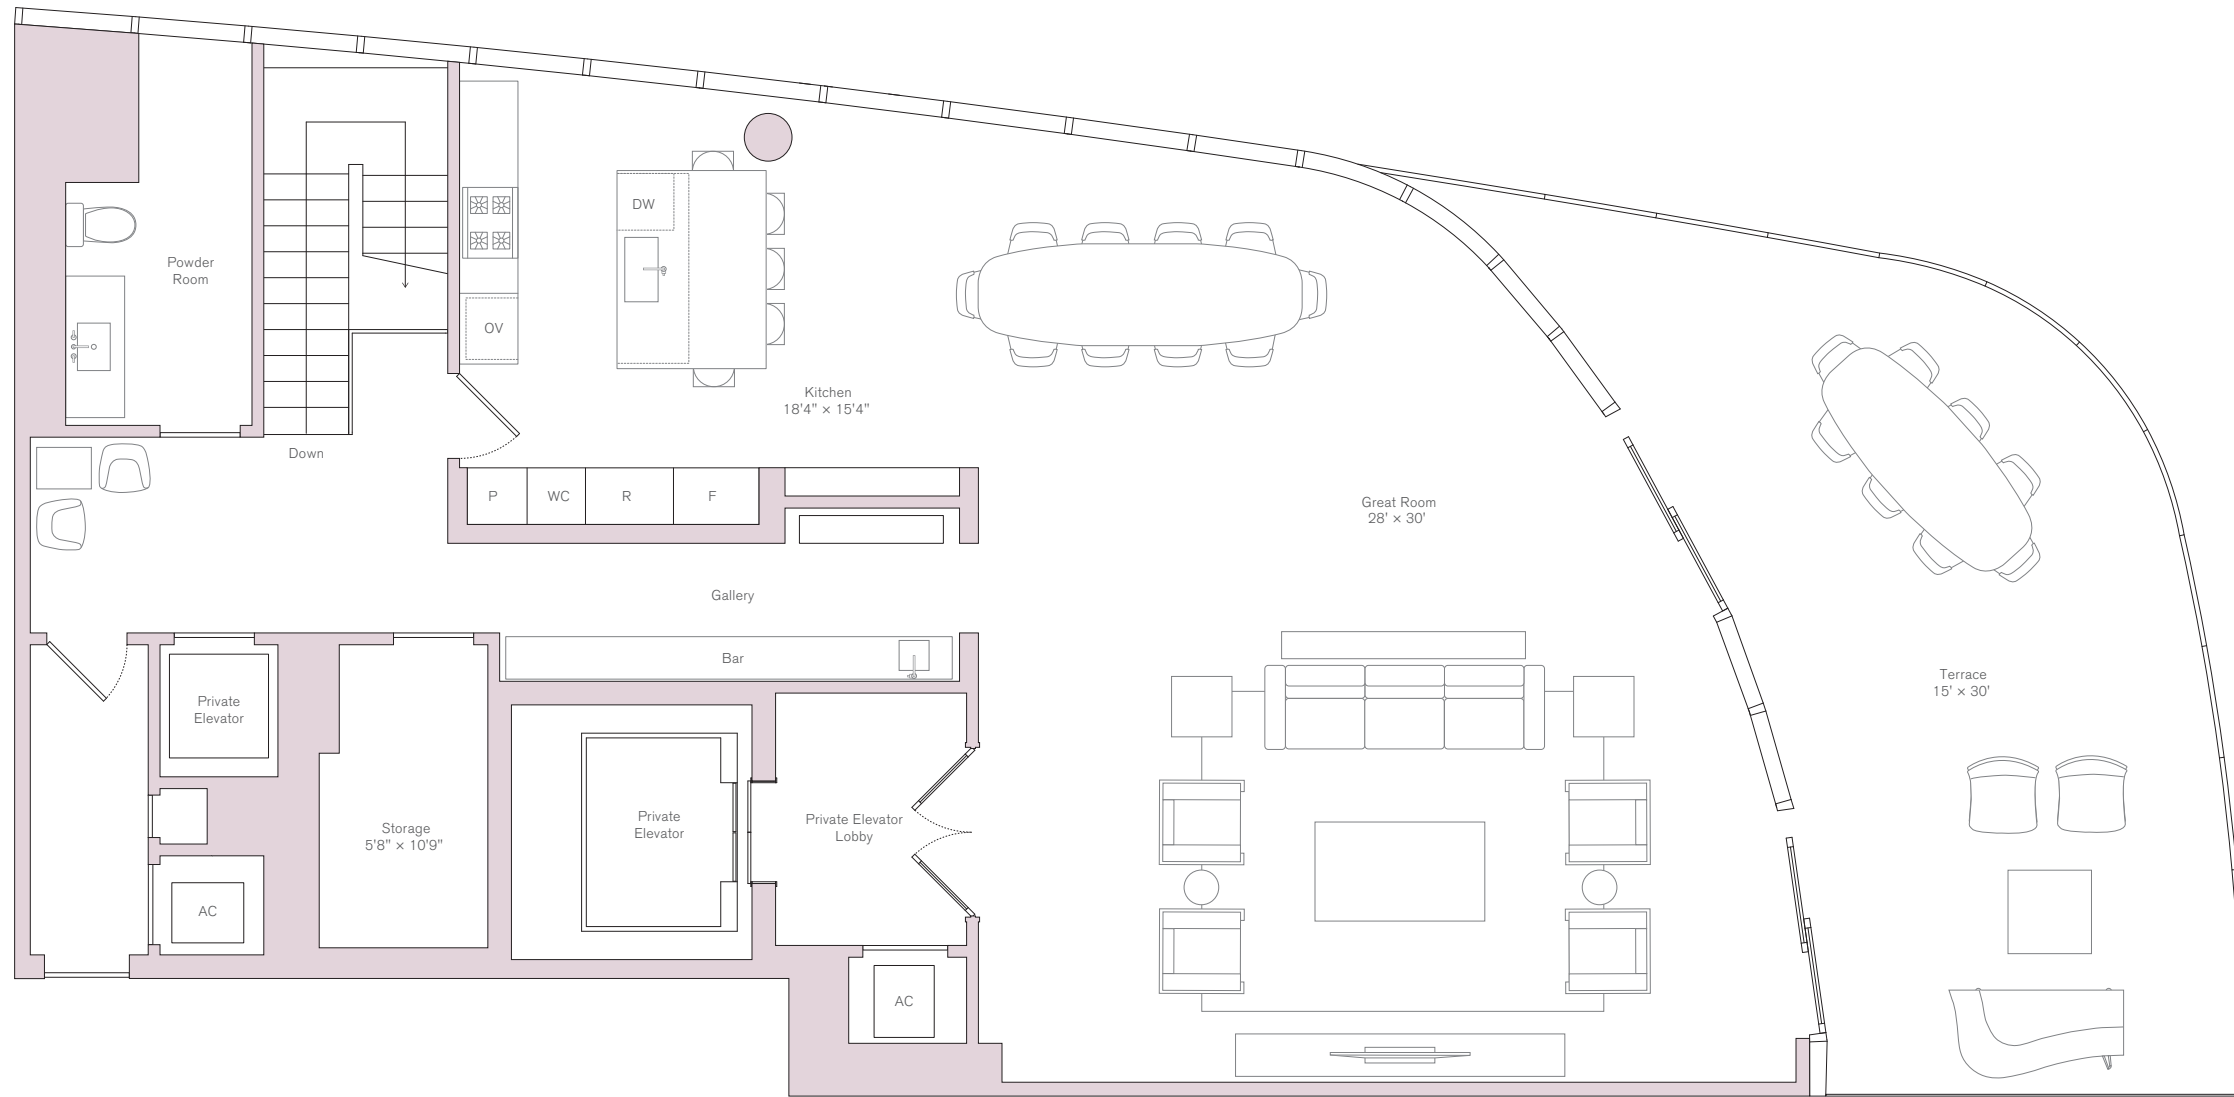 DW
Powder
Room
OV
Kitchen
18'4" × 15'4"
Down
P
WC
R
F
Great Room
28' × 30'
Gallery
Bar
Terrace
15' × 30'
Private
Elevator
Storage
5'8" × 10'9"
Private
Elevator
Private Elevator
Lobby
AC
AC